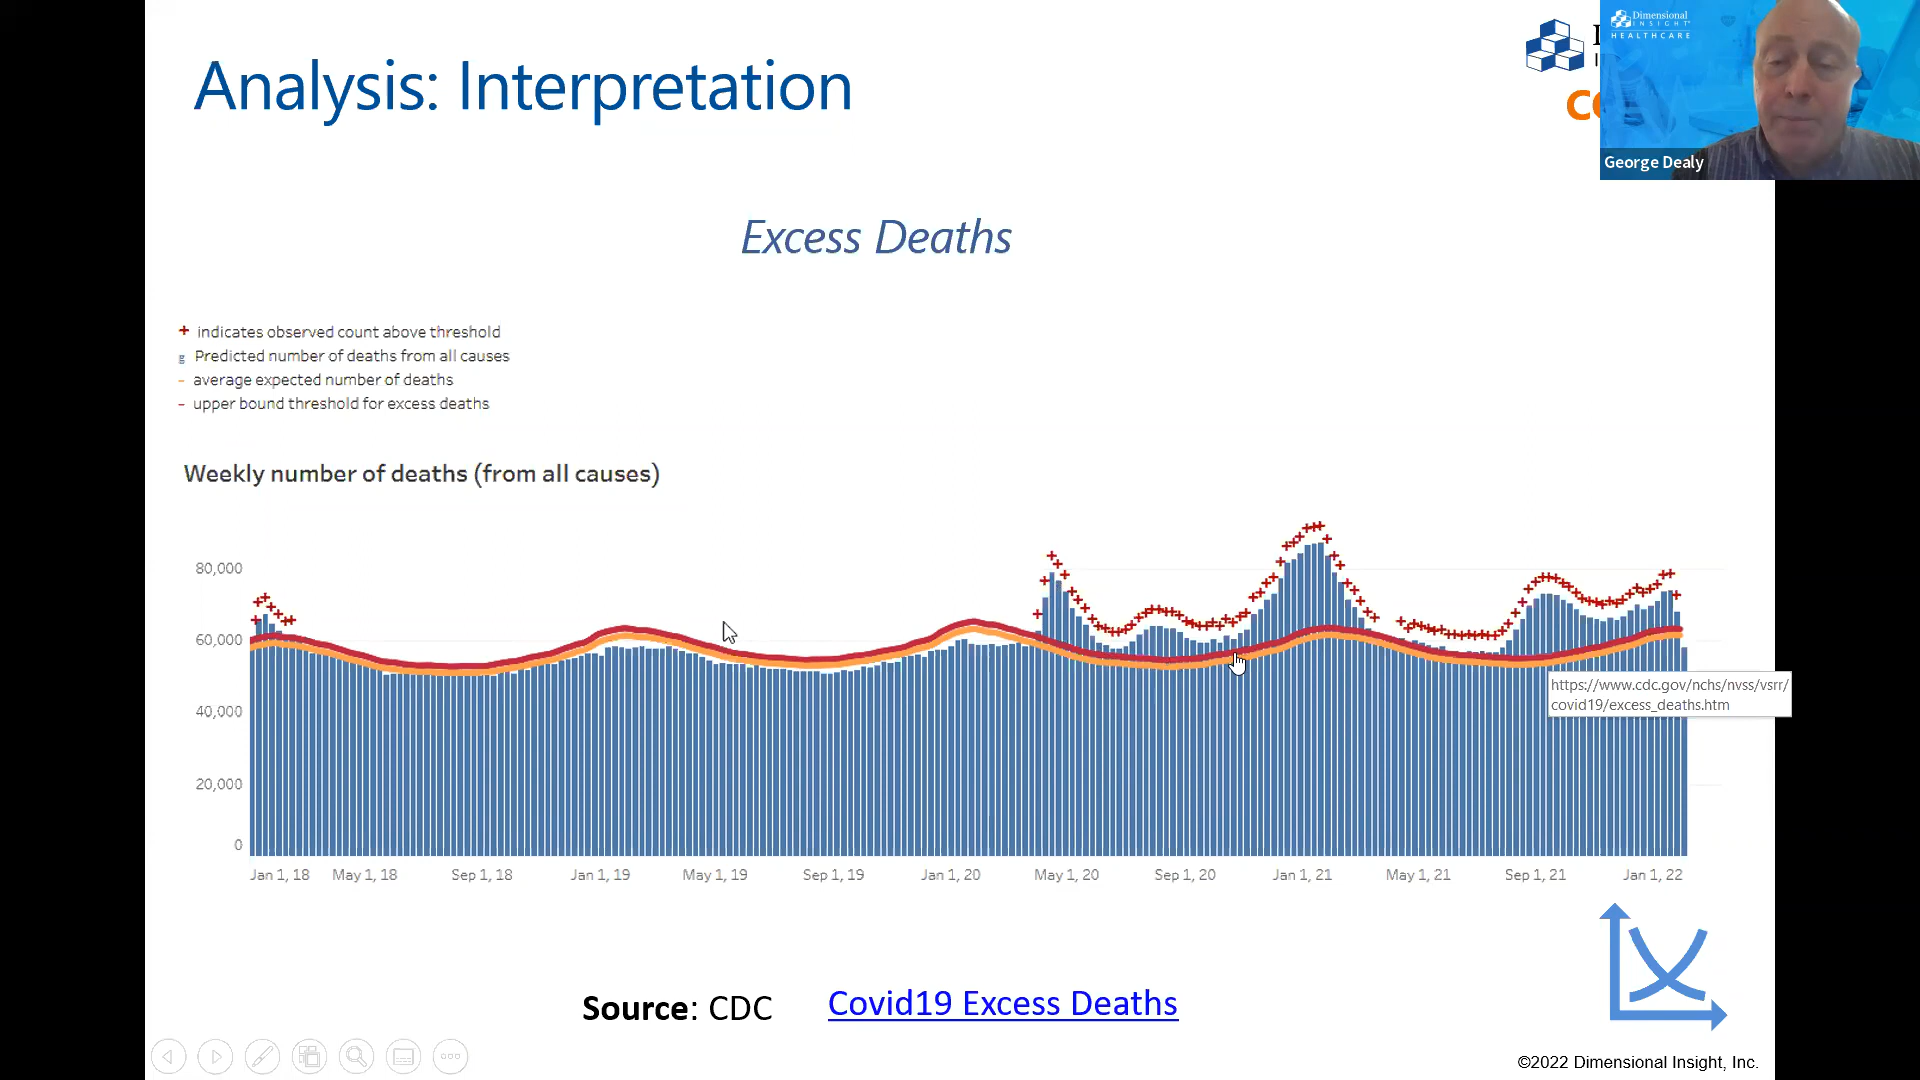 Analysis: Interpretation
Dimensional
INSIGHT
HEALTHCARE
George Dealy
Excess Deaths
+ indicates observed count above threshold
Predicted number of deaths from all causes
- average expected number of deaths
- upper bound threshold for excess deaths
Weekly number of deaths (from all causes)
80,000
60,000
40,000
20,000
0
https://www.cdc.gov/nchs/nvss/vsrr/
covid19/excess_deaths.htm
Jan 1, 18 May 1, 18 Sep 1, 18 Jan 1, 19 May 1, 19 Sep 1, 19 Jan 1, 20 May 1, 20 Sep 1, 20 Jan 1, 21 May 1, 21 Sep 1, 21 Jan 1, 22
Source: CDC Covid19 Excess Deaths
©2022 Dimensional Insight, Inc.